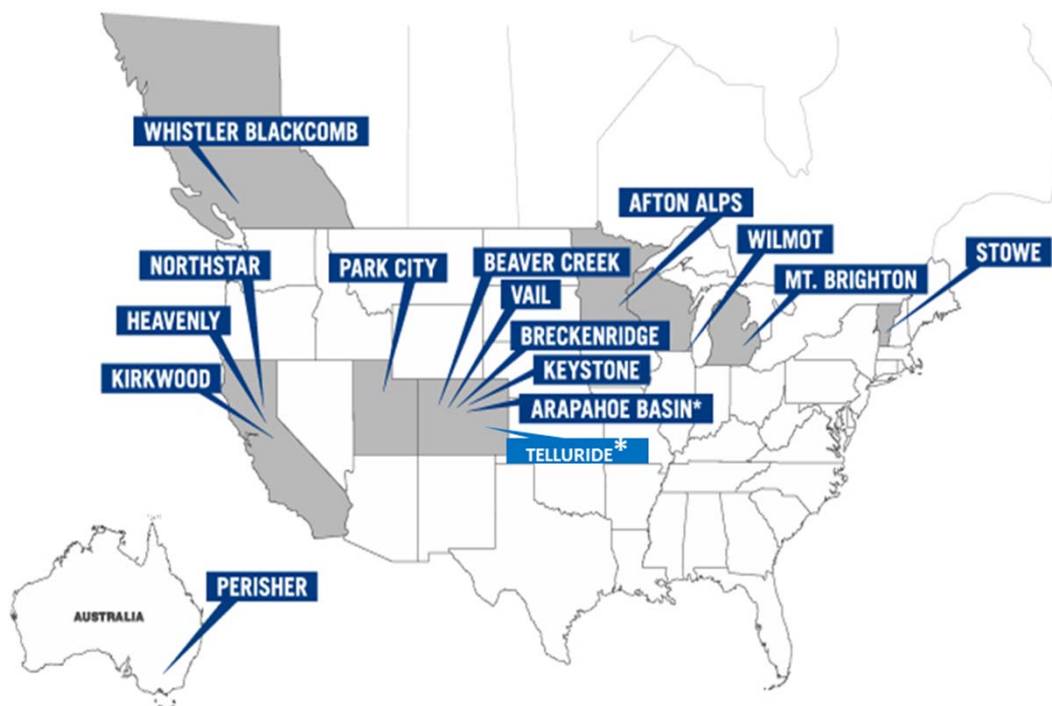 WHISTLER BLACKCOMB
AFTON ALPS
WILMOT
STOWE
NORTHSTAR
PARK CITY
BEAVER CREEK
MT. BRIGHTON
VAIL
HEAVENLY
BRECKENRIDGE
KEYSTONE
KIRKWOOD
ARAPAHOE BASIN*
TELLURIDE*
PERISHER
AUSTRALIA